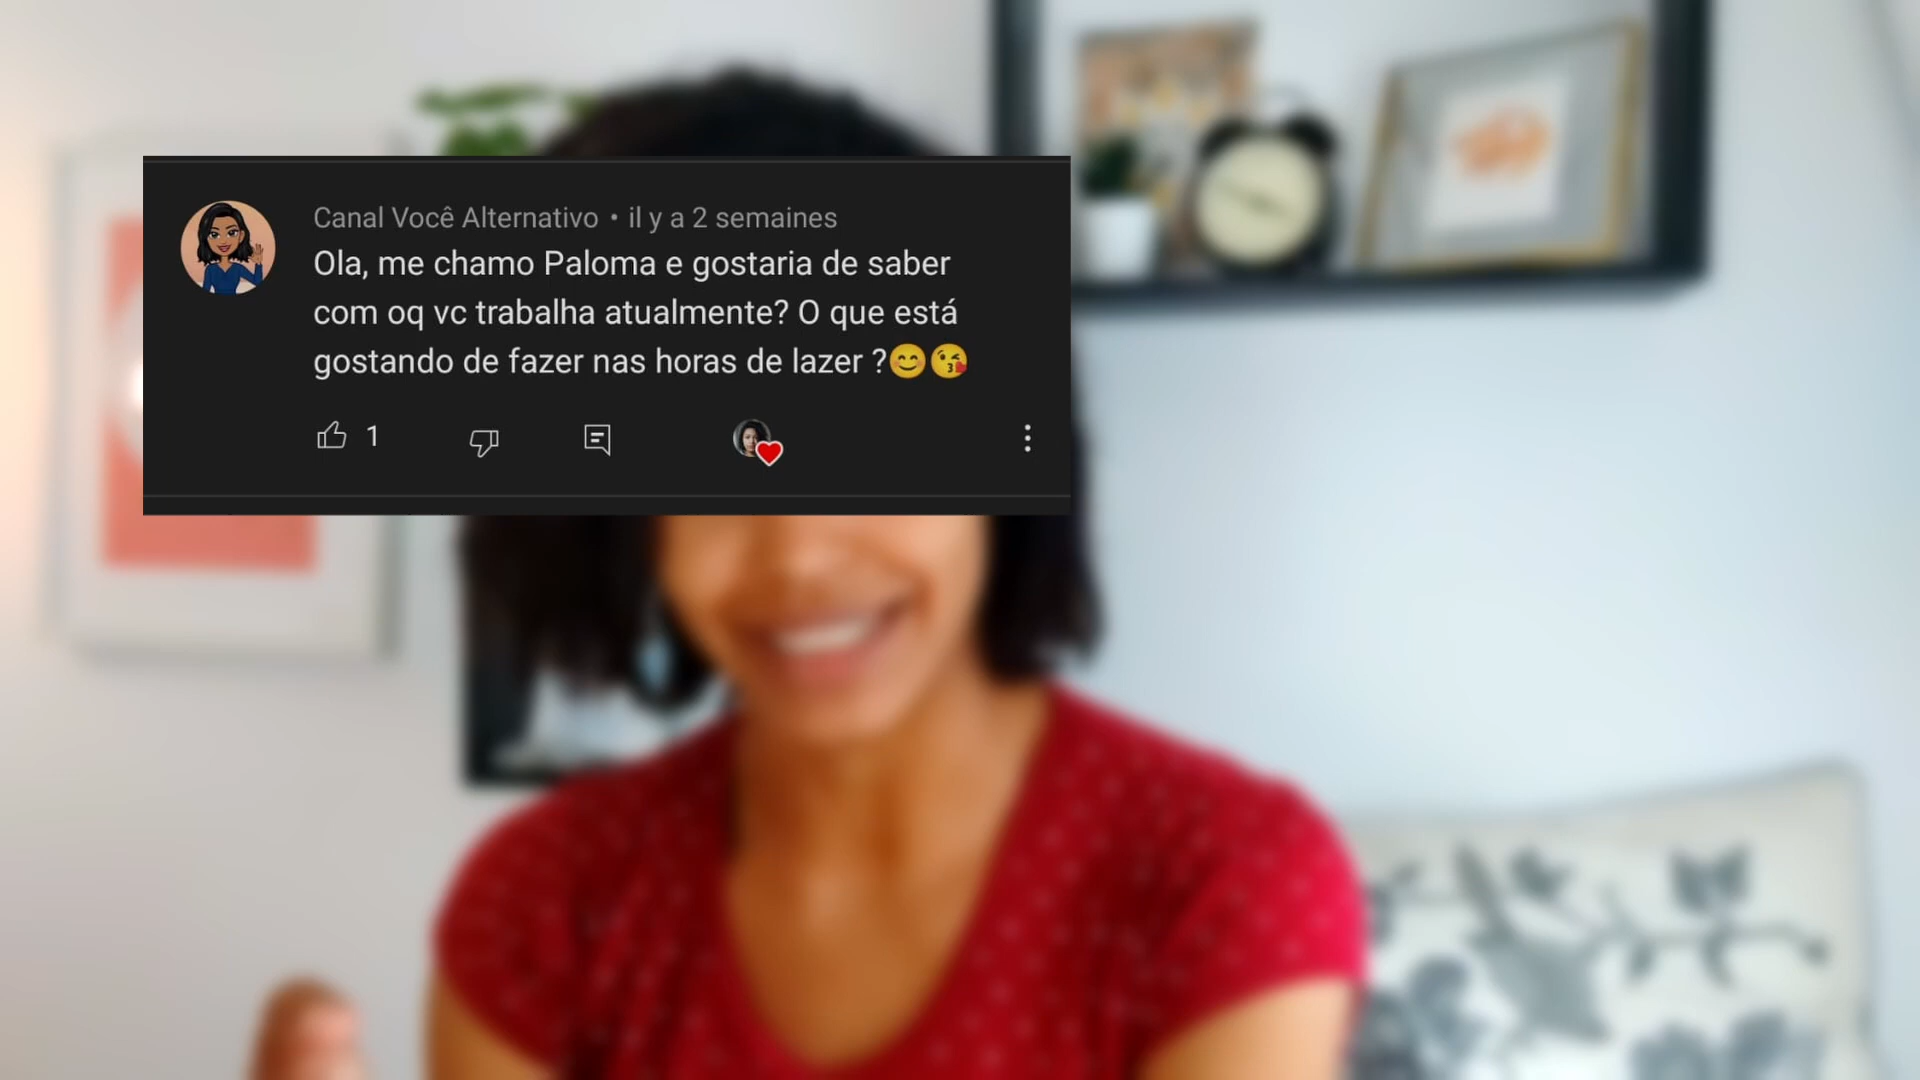 Canal Você Alternativo • il y a 2 semaines
Ola, me chamo Paloma e gostaria de saber
com oq vc trabalha atualmente? O que está
gostando de fazer nas horas de lazer ?😊😘
1